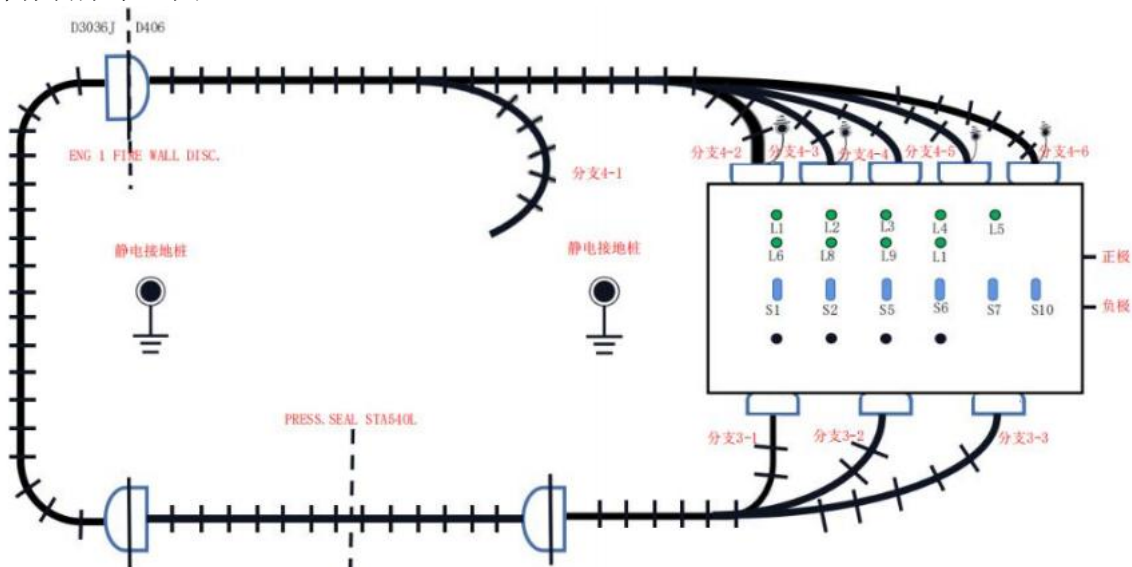 D3036J D406
ENG 1 FIRE WALL DISC.
分支4-1
分支4-2
分支4-3
分支4-4
分支4-5
分支4-6
静电接地桩
静电接地桩
L1 L2 L3 L4 L5
L6 L8 L9 L1
正极
S1 S2 S5 S6 S7 S10
负极
PRESS.SEAL STA540L
分支3-1
分支3-2
分支3-3